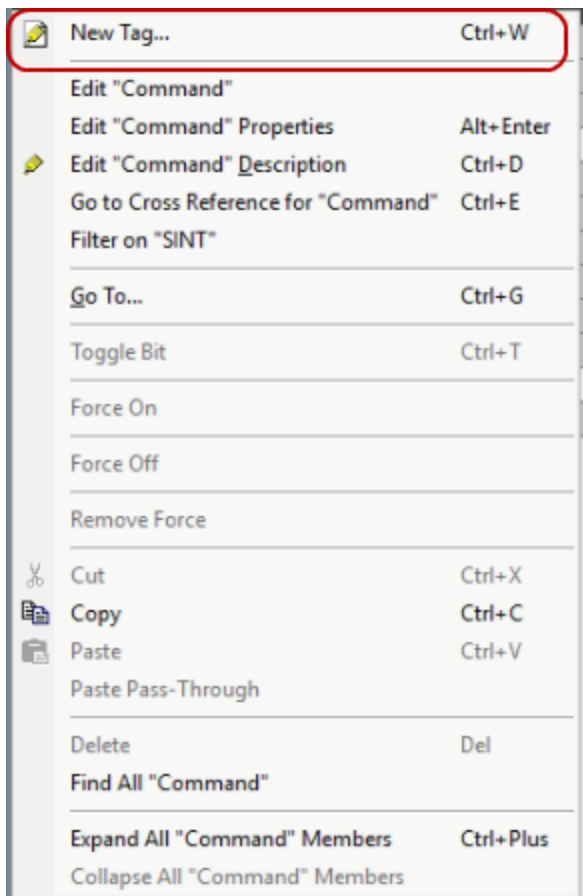 New Tag... Ctrl+W
Edit "Command"
Edit "Command" Properties Alt+Enter
Edit "Command" Description Ctrl+D
Go to Cross Reference for "Command" Ctrl+E
Filter on "SINT"
Go To... Ctrl+G
Toggle Bit Ctrl+T
Force On
Force Off
Remove Force
Cut Ctrl+X
Copy Ctrl+C
Paste Ctrl+V
Paste Pass-Through
Delete Del
Find All "Command"
Expand All "Command" Members Ctrl+Plus
Collapse All "Command" Members